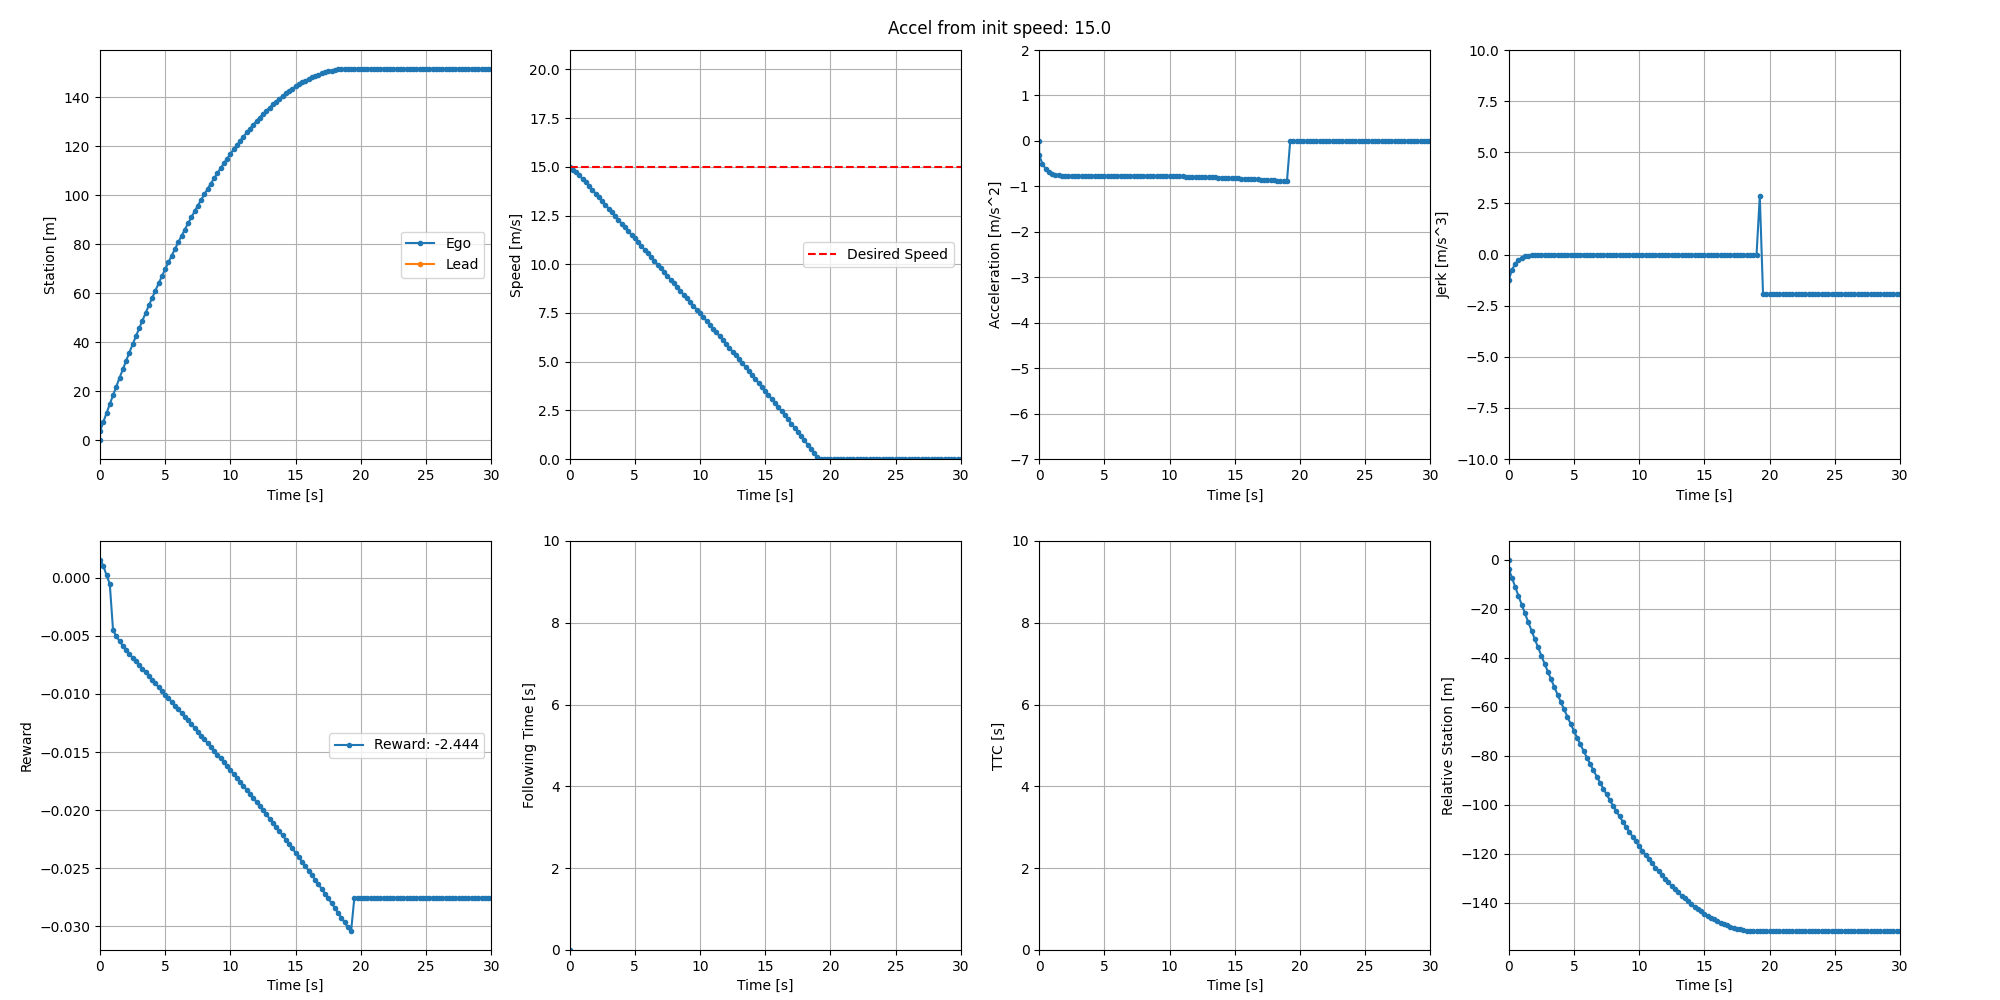 Accel from init speed: 15.0
Station [m]
140
120
100
80
60
40
20
0
Ego
Lead
0 5 10 15 20 25 30
Time [s]
Speed [m/s]
20.0
17.5
15.0
12.5
10.0
7.5
5.0
2.5
0.0
Desired Speed
0 5 10 15 20 25 30
Time [s]
Acceleration [m/s^2]
2
1
0
−1
−2
−3
−4
−5
−6
−7
0 5 10 15 20 25 30
Time [s]
Jerk [m/s^3]
10.0
7.5
5.0
2.5
0.0
−2.5
−5.0
−7.5
−10.0
0 5 10 15 20 25 30
Time [s]
Reward
0.000
−0.005
−0.010
−0.015
−0.020
−0.025
−0.030
Reward: -2.444
0 5 10 15 20 25 30
Time [s]
Following Time [s]
10
8
6
4
2
0
0 5 10 15 20 25 30
Time [s]
TTC [s]
10
8
6
4
2
0
0 5 10 15 20 25 30
Time [s]
Relative Station [m]
0
−20
−40
−60
−80
−100
−120
−140
0 5 10 15 20 25 30
Time [s]